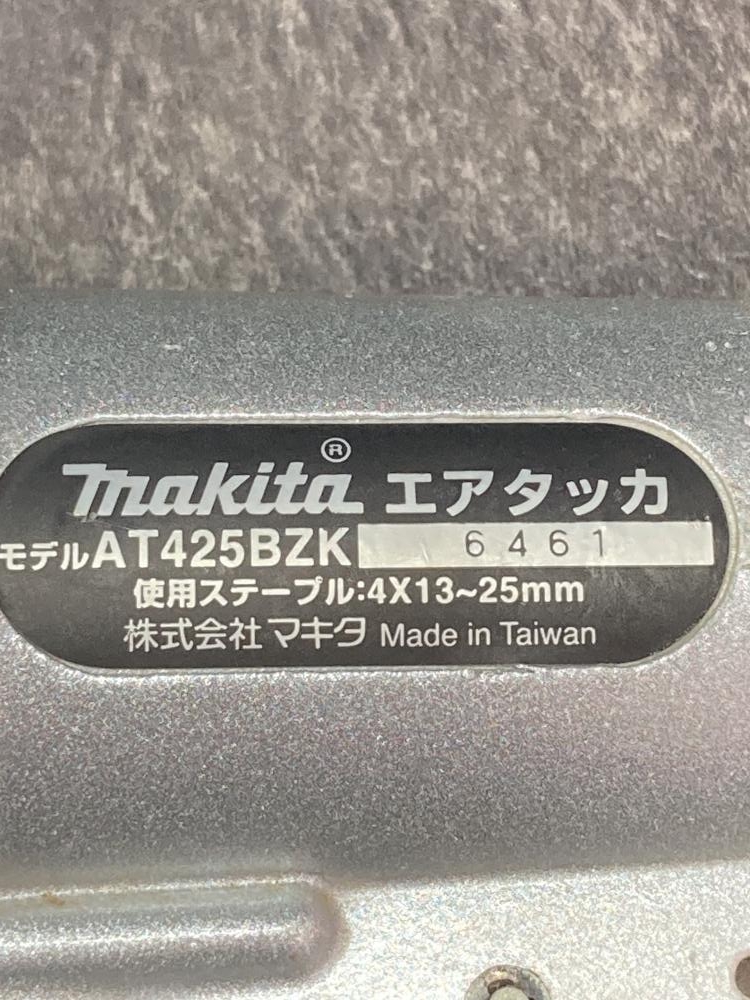 makita® エアタッカ
モデルAT425BZK 6461
使用ステープル:4X13~25mm
株式会社マキタ Made in Taiwan